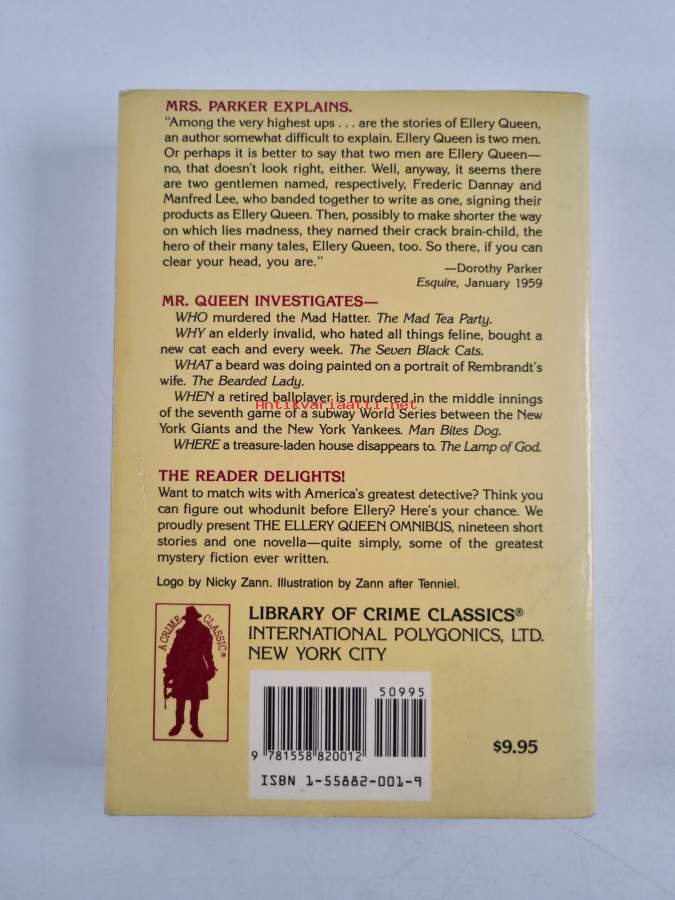 MRS. PARKER EXPLAINS.
"Among the very highest ups . . . are the stories of Ellery Queen,
an author somewhat difficult to explain. Ellery Queen is two men.
Or perhaps it is better to say that two men are Ellery Queen—
no, that doesn't look right, either. Well, anyway, it seems there
are two gentlemen named, respectively, Frederic Dannay and
Manfred Lee, who banded together to write as one, signing their
products as Ellery Queen. Then, possibly to make shorter the way
on which lies madness, they named their crack brain-child, the
hero of their many tales, Ellery Queen, too. So there, if you can
clear your head, you are."
—Dorothy Parker
Esquire, January 1959
MR. QUEEN INVESTIGATES—
WHO murdered the Mad Hatter. The Mad Tea Party.
WHY an elderly invalid, who hated all things feline, bought a
new cat each and every week. The Seven Black Cats.
WHAT a beard was doing painted on a portrait of Rembrandt's
wife. The Bearded Lady.
WHEN a retired ballplayer is murdered in the middle innings
Antikvariaatti.net
of the seventh game of a subway World Series between the New
York Giants and the New York Yankees. Man Bites Dog.
WHERE a treasure-laden house disappears to. The Lamp of God.
THE READER DELIGHTS!
Want to match wits with America's greatest detective? Think you
can figure out whodunit before Ellery? Here's your chance. We
proudly present THE ELLERY QUEEN OMNIBUS, nineteen short
stories and one novella—quite simply, some of the greatest
mystery fiction ever written.
Logo by Nicky Zann. Illustration by Zann after Tenniel.
A CRIME CLASSIC®
LIBRARY OF CRIME CLASSICS®
INTERNATIONAL POLYGONICS, LTD.
NEW YORK CITY
50995
9 781558 820012
ISBN 1-55882-001-9
$9.95